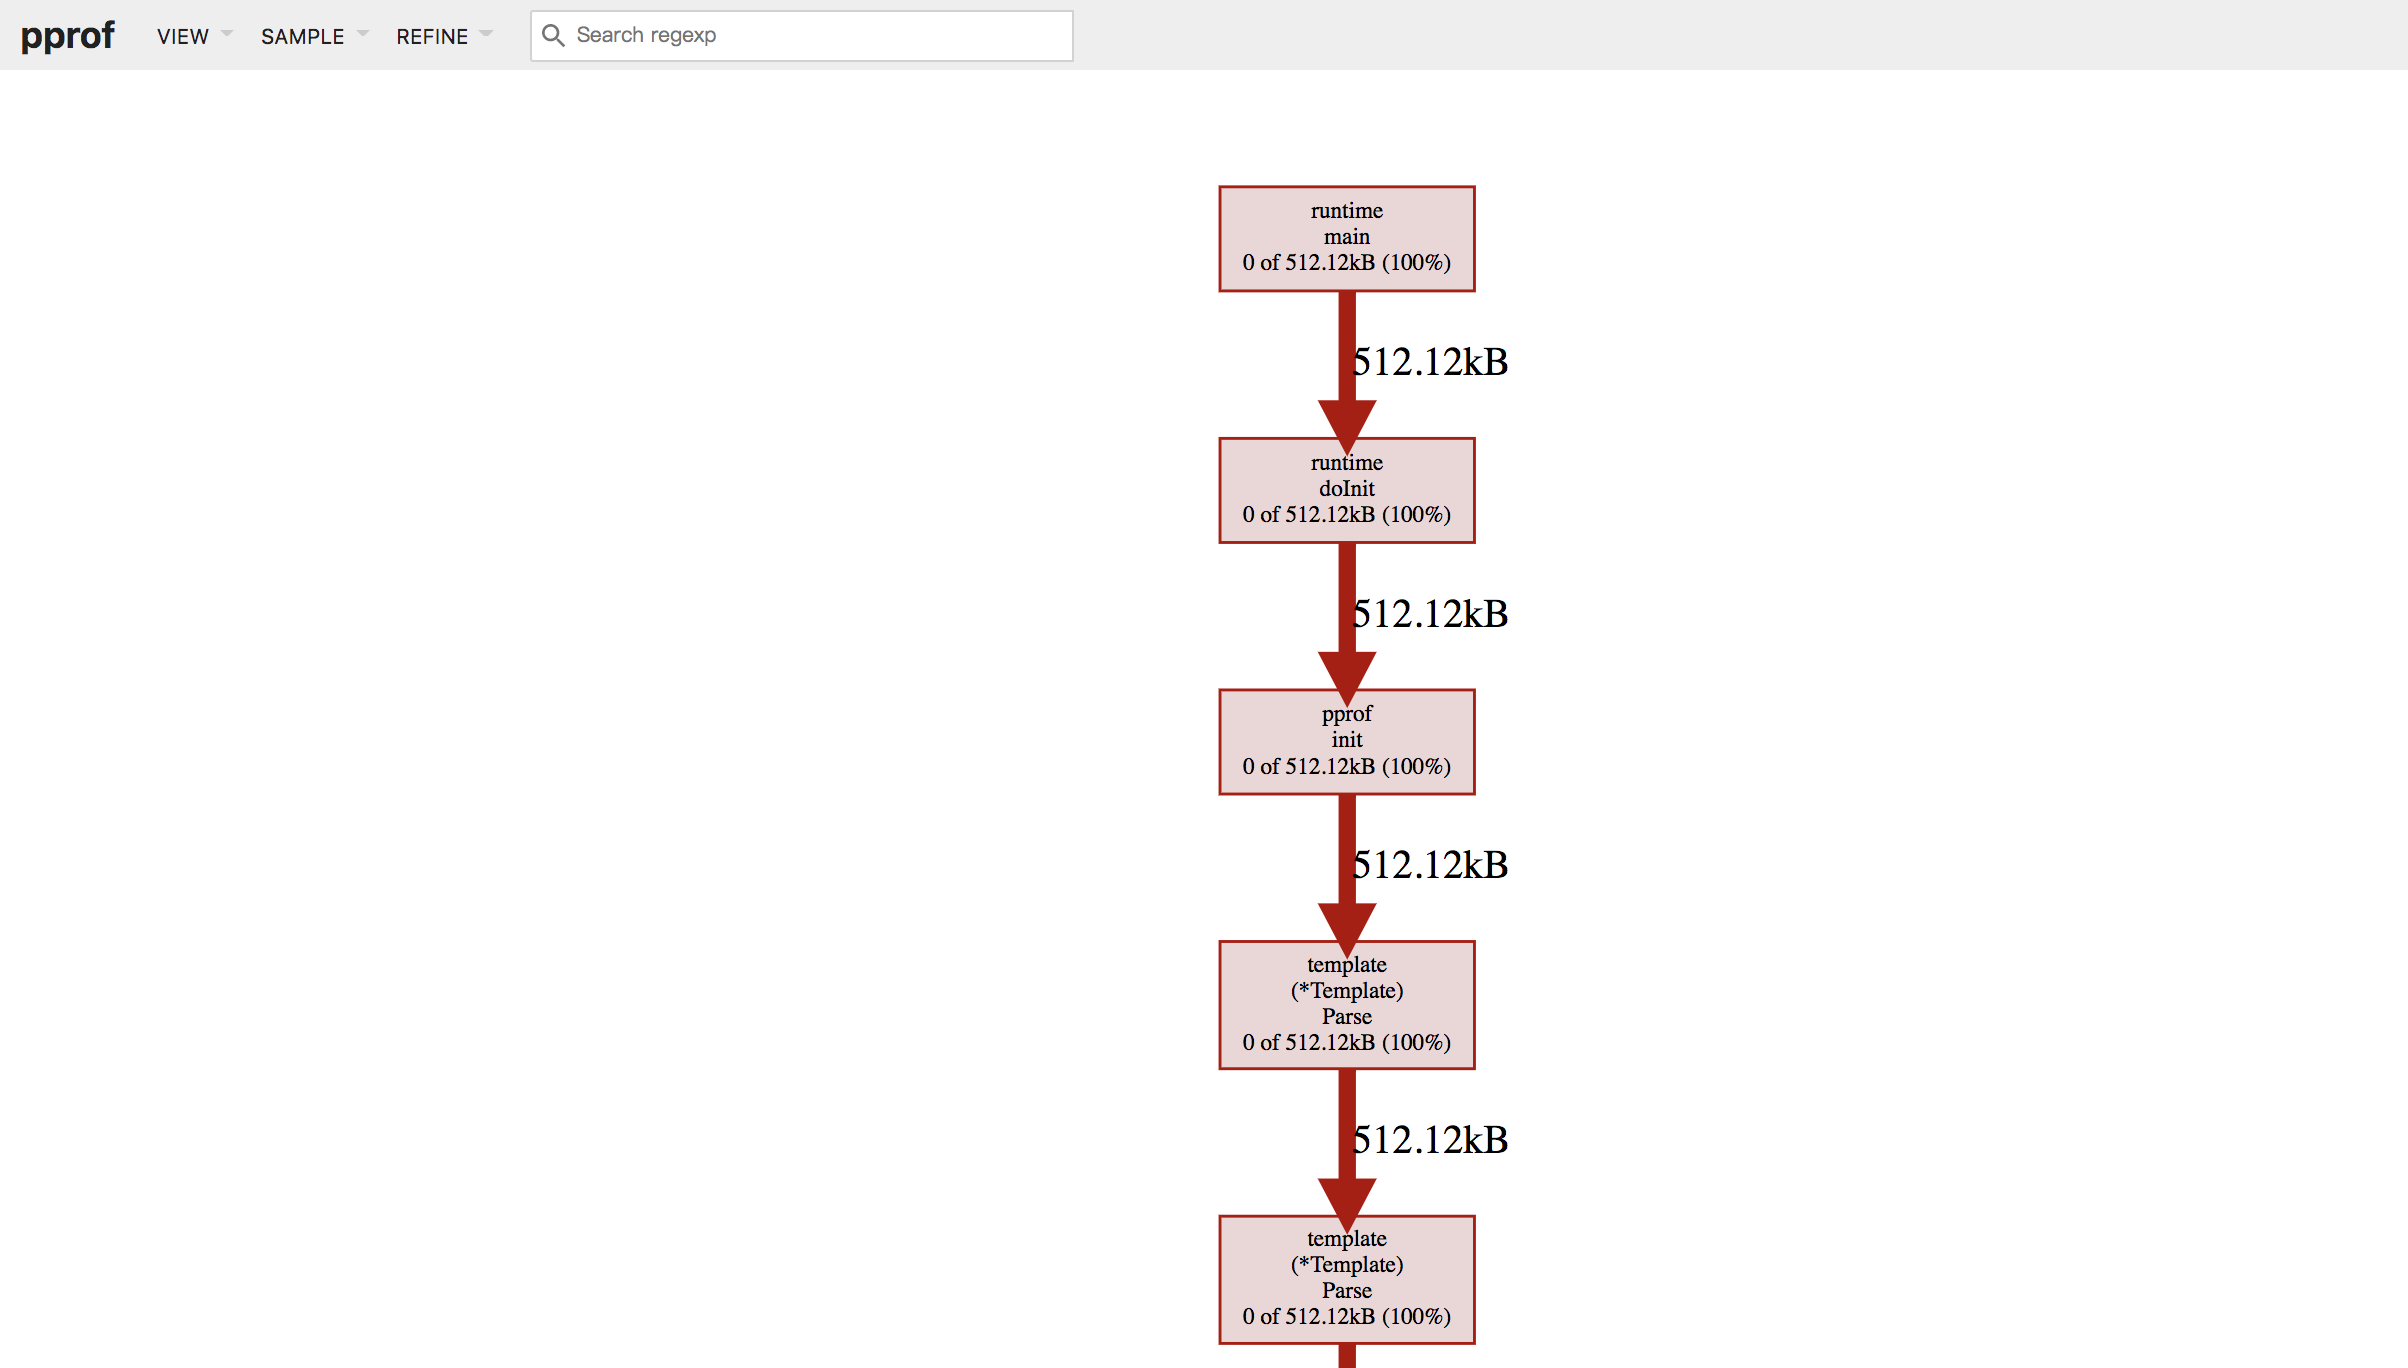 pprof
VIEW
SAMPLE
REFINE
Search regexp
runtime
main
0 of 512.12kB (100%)
512.12kB
runtime
doInit
0 of 512.12kB (100%)
512.12kB
pprof
init
0 of 512.12kB (100%)
512.12kB
template
(*Template)
Parse
0 of 512.12kB (100%)
512.12kB
template
(*Template)
Parse
0 of 512.12kB (100%)